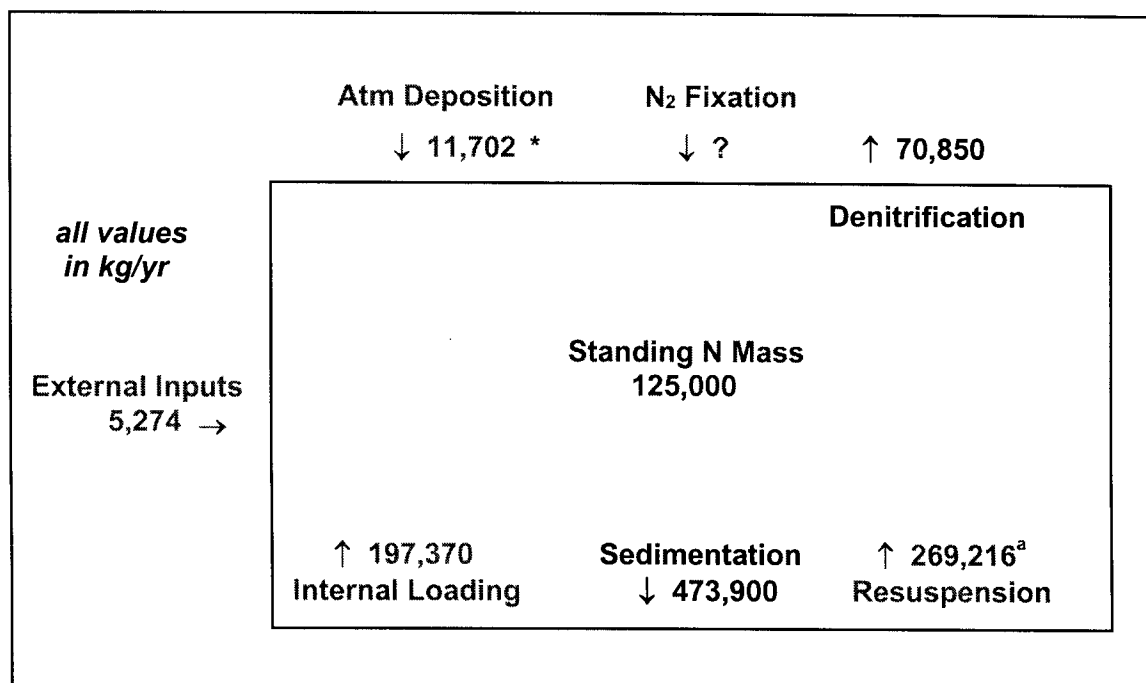 Atm Deposition N₂ Fixation
↓ 11,702 * ↓ ? ↑ 70,850
Denitrification
all values
in kg/yr
Standing N Mass
125,000
External Inputs
5,274 →
↑ 197,370 Sedimentation ↑ 269,216ᵃ
Internal Loading ↓ 473,900 Resuspension